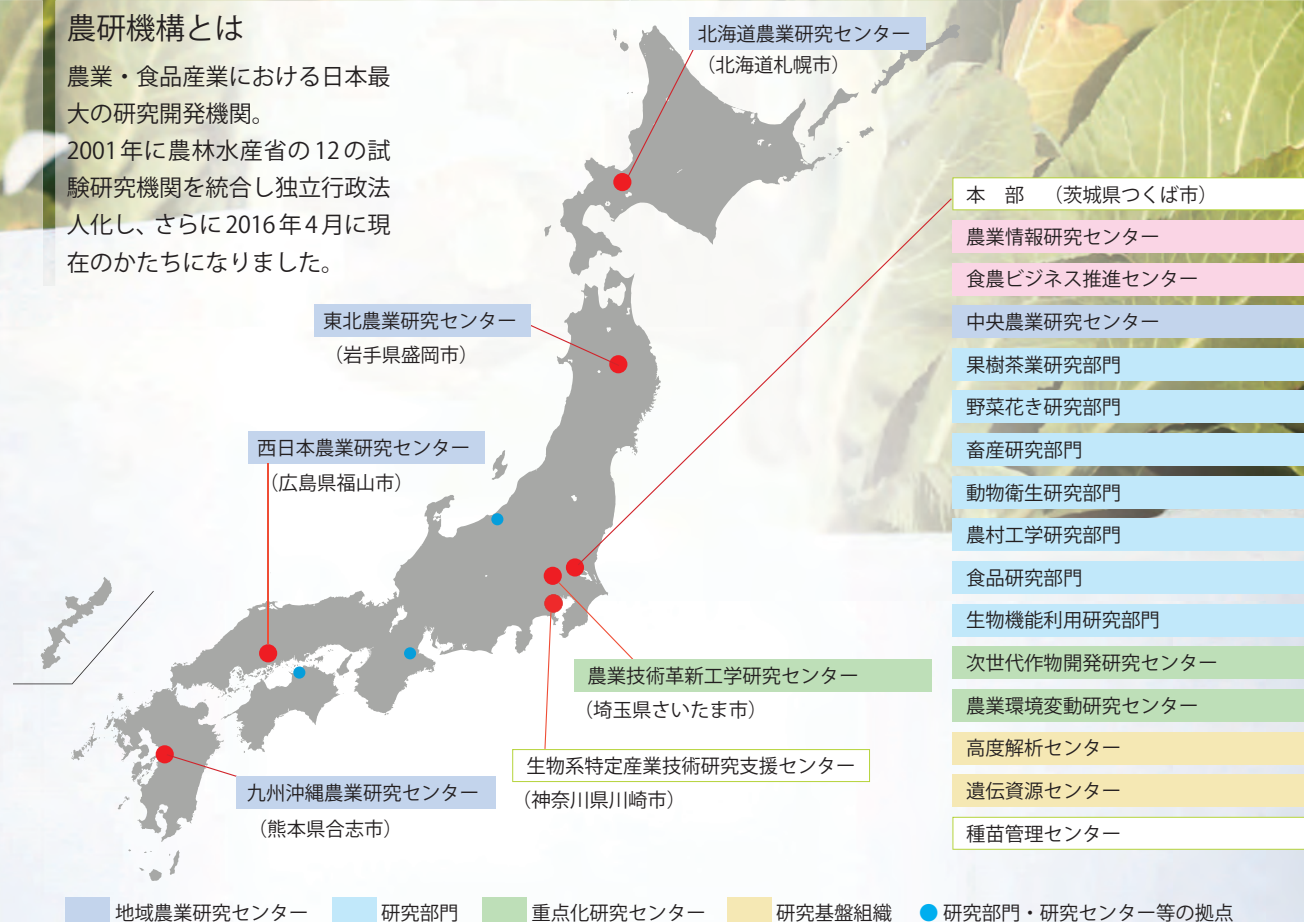 農研機構とは
農業・食品産業における日本最
大の研究開発機関。
2001年に農林水産省の12の試
験研究機関を統合し独立行政法
人化し、さらに2016年4月に現
在のかたちになりました。
北海道農業研究センター
（北海道札幌市）
東北農業研究センター
（岩手県盛岡市）
西日本農業研究センター
（広島県福山市）
農業技術革新工学研究センター
（埼玉県さいたま市）
生物系特定産業技術研究支援センター
（神奈川県川崎市）
九州沖縄農業研究センター
（熊本県合志市）
本　部　（茨城県つくば市）
農業情報研究センター
食農ビジネス推進センター
中央農業研究センター
果樹茶業研究部門
野菜花き研究部門
畜産研究部門
動物衛生研究部門
農村工学研究部門
食品研究部門
生物機能利用研究部門
次世代作物開発研究センター
農業環境変動研究センター
高度解析センター
遺伝資源センター
種苗管理センター
地域農業研究センター　研究部門　重点化研究センター　研究基盤組織　研究部門・研究センター等の拠点